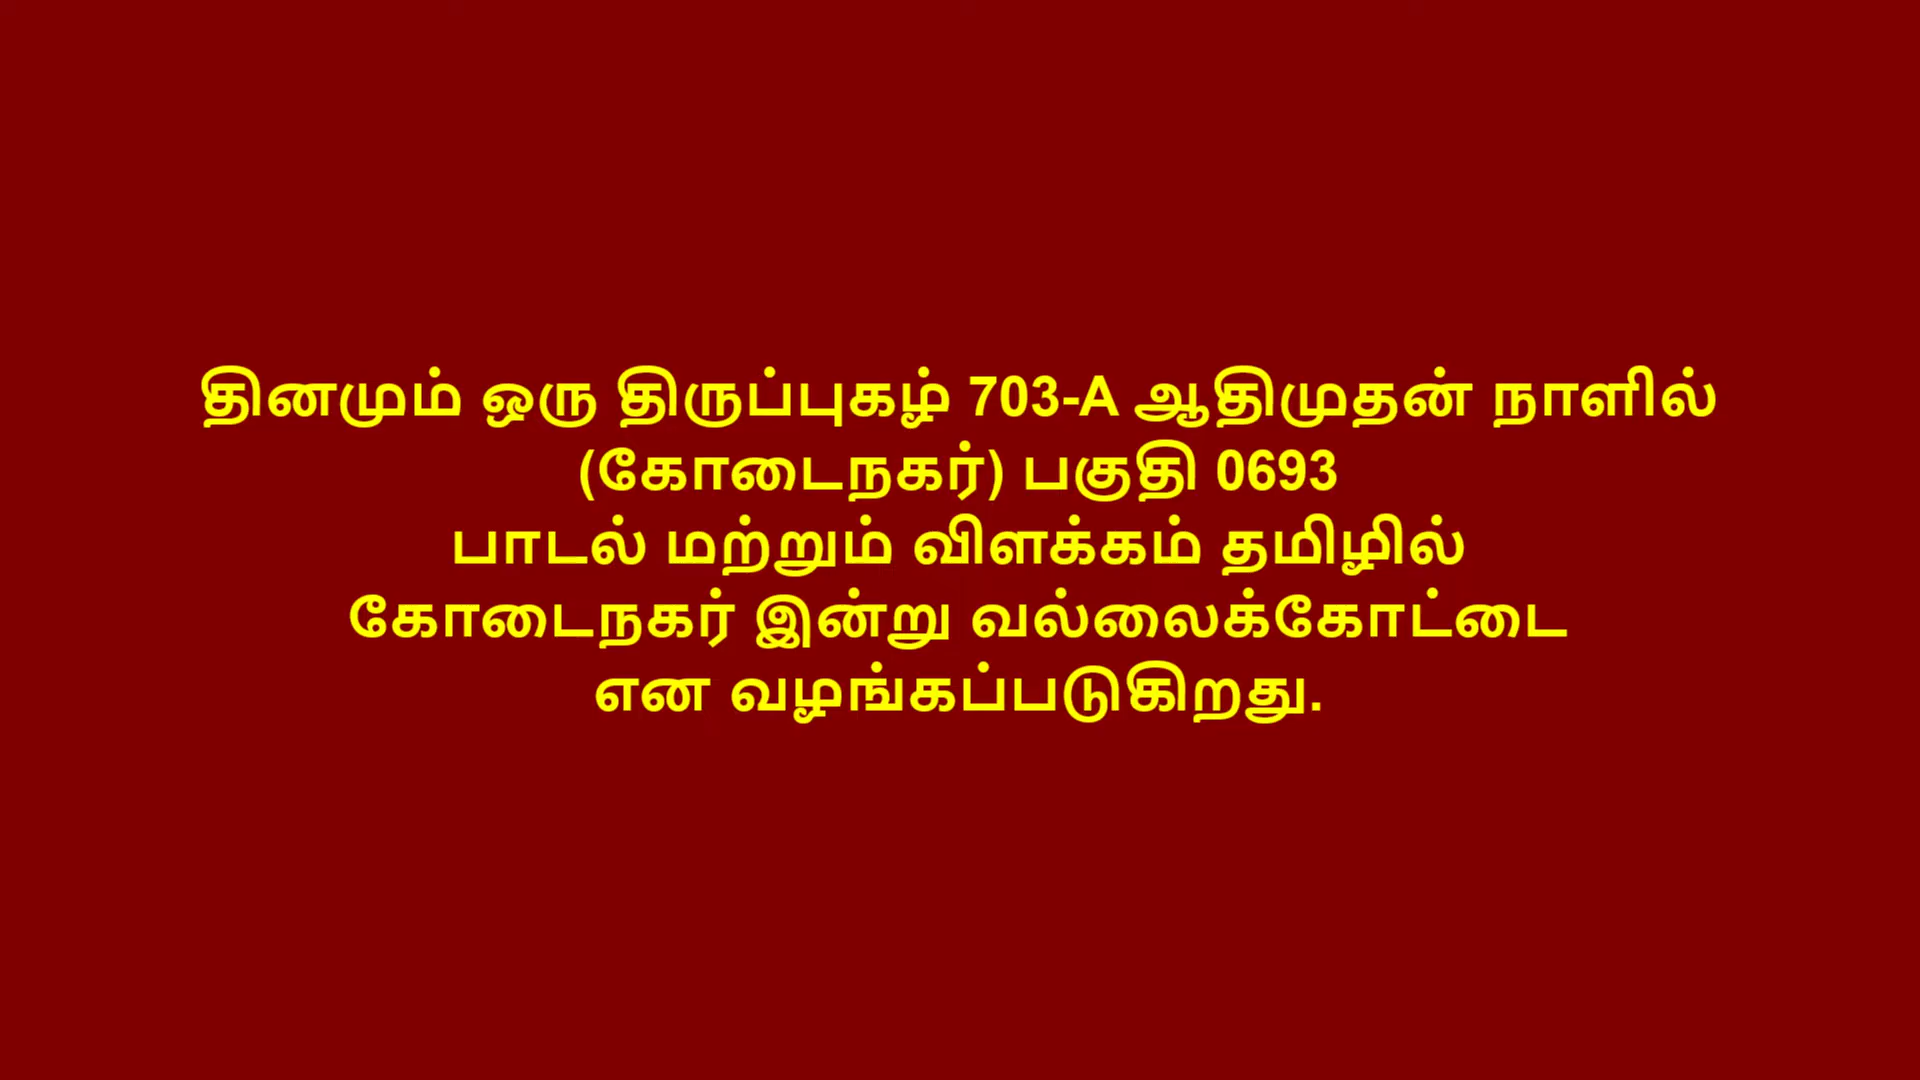 தினமும் ஒரு திருப்புகழ் 703-A ஆதிமுதன் நாளில்
(கோடைநகர்) பகுதி 0693
பாடல் மற்றும் விளக்கம் தமிழில்
கோடைநகர் இன்று வல்லைக்கோட்டை
என வழங்கப்படுகிறது.